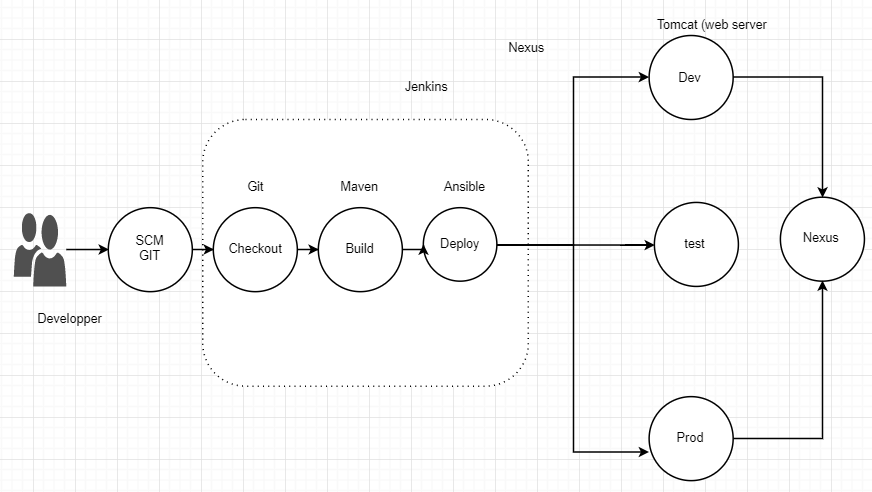 Tomcat (web server
Nexus
Dev
Jenkins
Git
Maven
Ansible
SCM
GIT
Checkout
Build
Deploy
test
Nexus
Developper
Prod